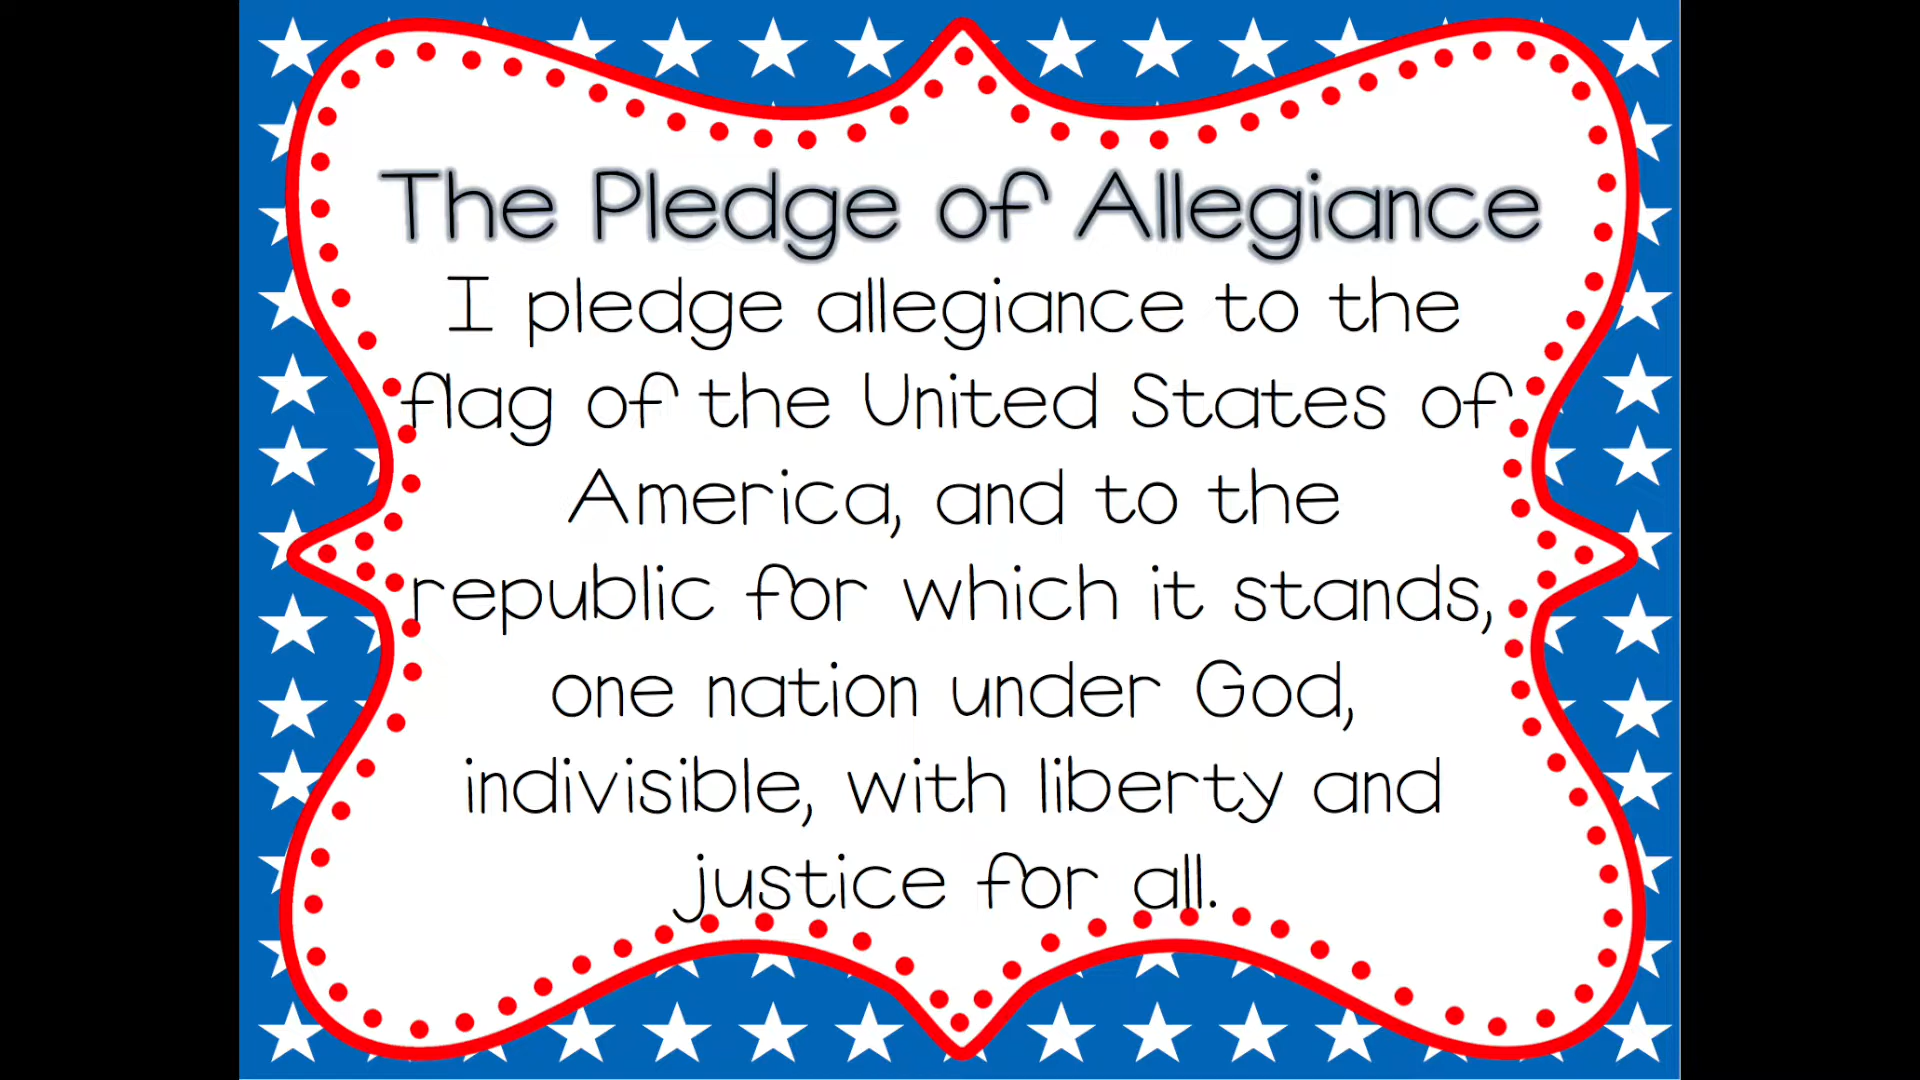 The Pledge of Allegiance
I pledge allegiance to the
flag of the United States of
America, and to the
republic for which it stands,
one nation under God,
indivisible, with liberty and
justice for all.